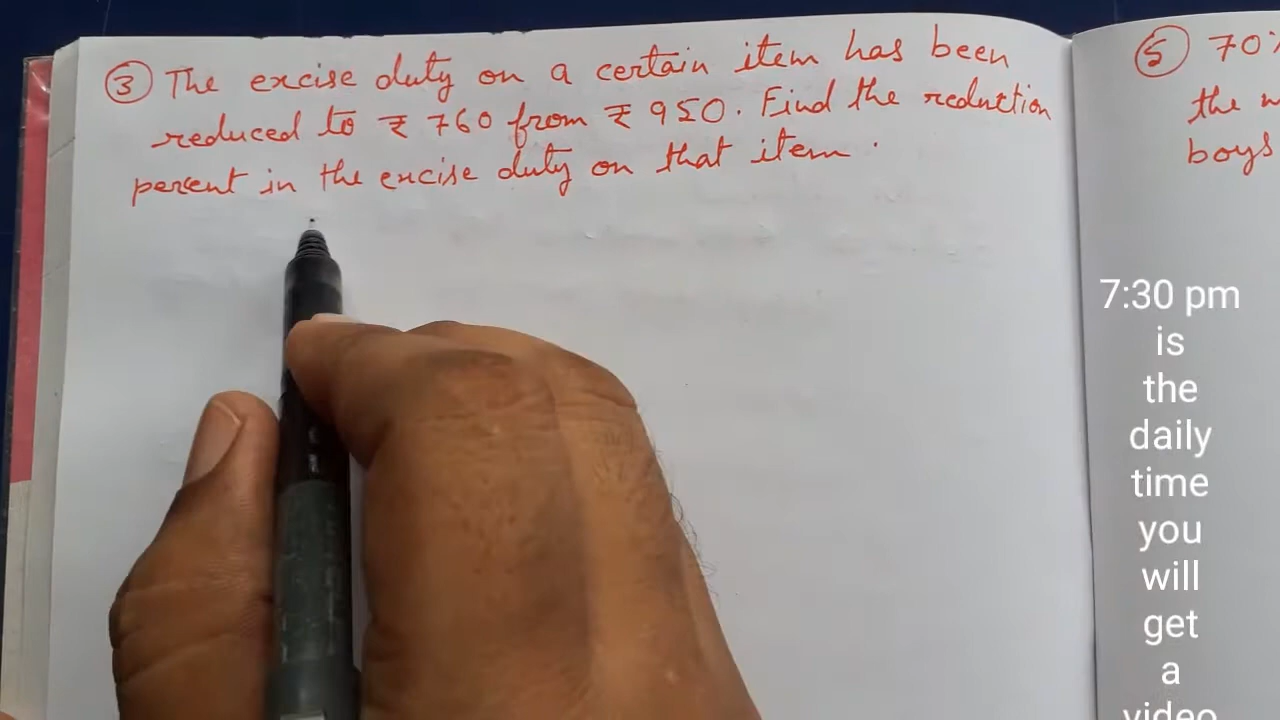 ③ The excise duty on a certain item has been
reduced to ₹ 760 from ₹ 950. Find the reduction
percent in the excise duty on that item.
⑤ 70%
the
boys
7:30 pm
is
the
daily
time
you
will
get
a
video